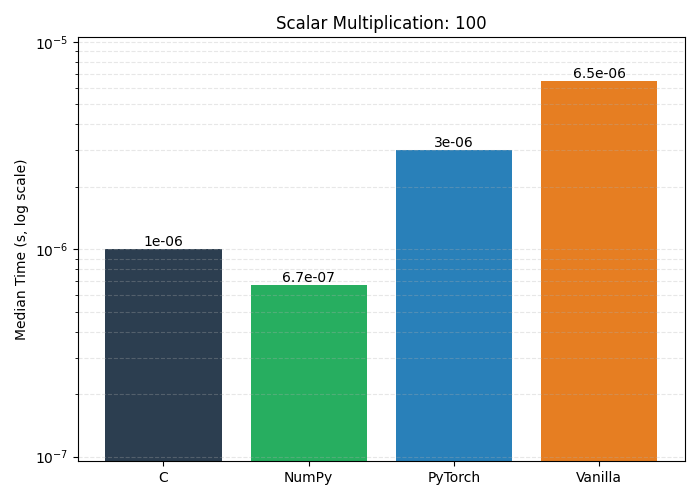 Scalar Multiplication: 100
Median Time (s, log scale)
10⁻⁵
10⁻⁶
10⁻⁷
1e-06
6.7e-07
3e-06
6.5e-06
C
NumPy
PyTorch
Vanilla